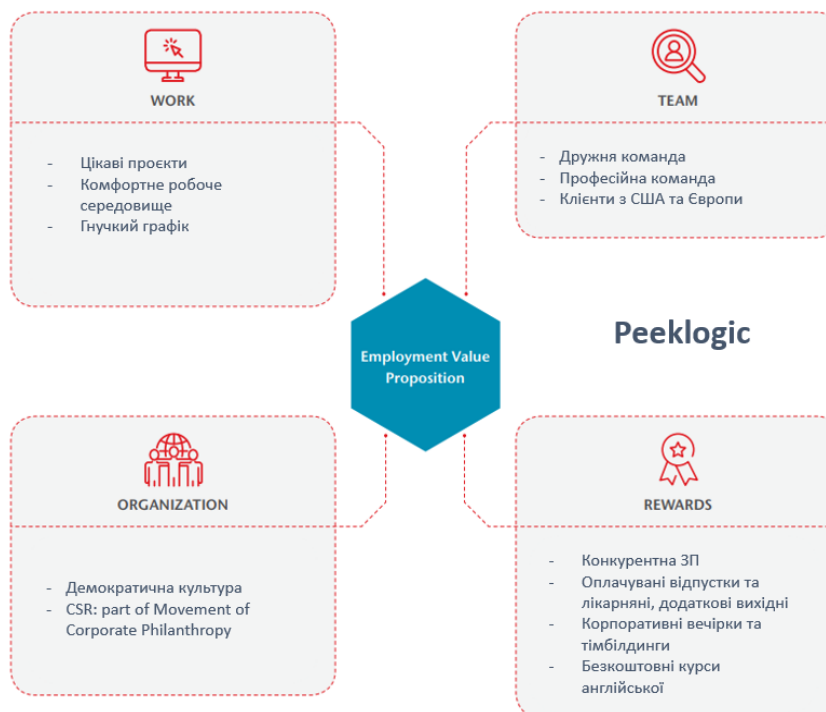 WORK
- Цікаві проєкти
- Комфортне робоче
середовище
- Гнучкий графік
TEAM
- Дружня команда
- Професійна команда
- Клієнти з США та Європи
Employment Value
Proposition
Peeklogic
ORGANIZATION
- Демократична культура
- CSR: part of Movement of
Corporate Philanthropy
REWARDS
- Конкурентна ЗП
- Оплачувані відпустки та
лікарняні, додаткові вихідні
- Корпоративні вечірки та
тімбілдинги
- Безкоштовні курси
англійської